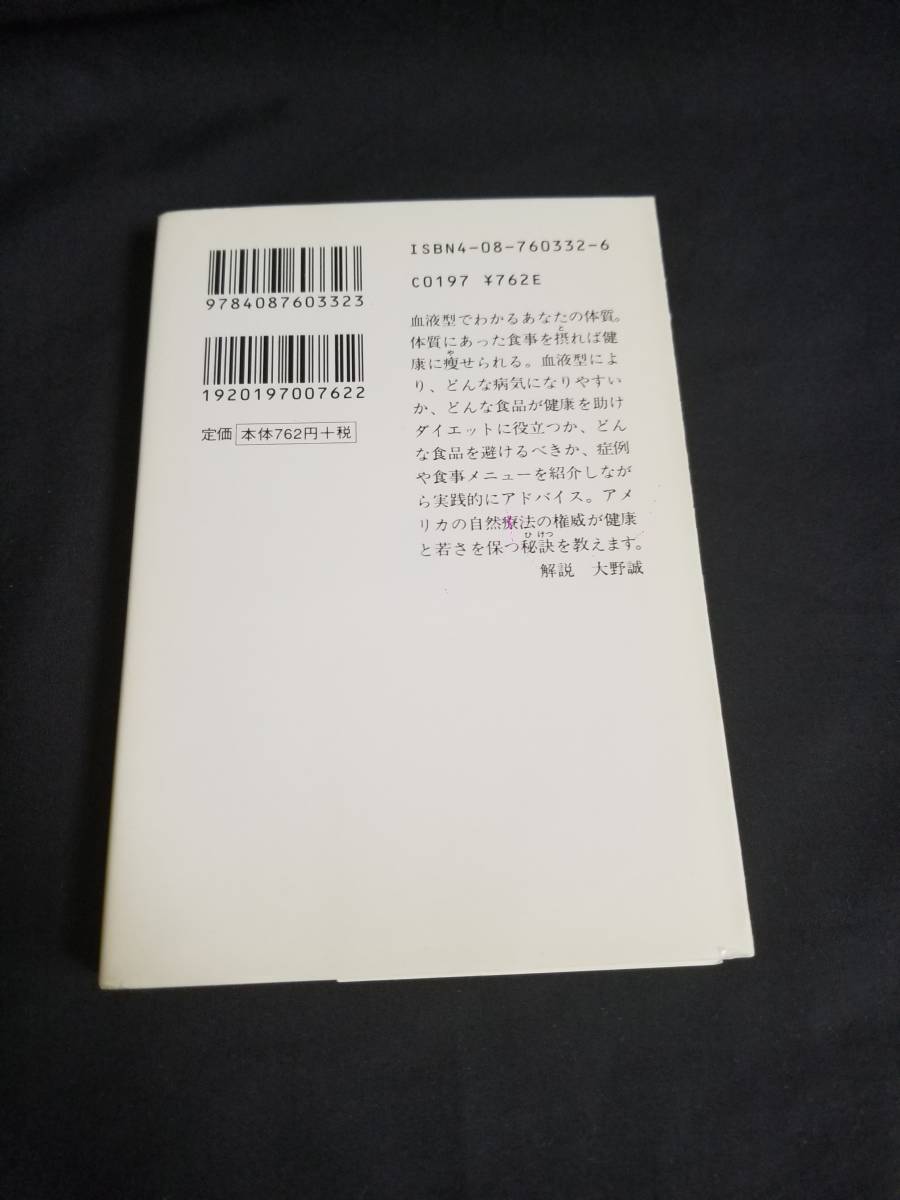 9784087603323
1920197007622
定価 本体762円+税
ISBN4-08-760332-6
C0197 ¥762E
血液型でわかるあなたの体質。
体質にあった食事を摂れば健
康に痩せられる。血液型によ
り、どんな病気になりやすい
か、どんな食品が健康を助け
ダイエットに役立つか、どん
な食品を避けるべきか、症例
や食事メニューを紹介しなが
ら実践的にアドバイス。アメ
リカの自然療法の権威が健康
と若さを保つ秘訣を教えます。
解説 大野誠